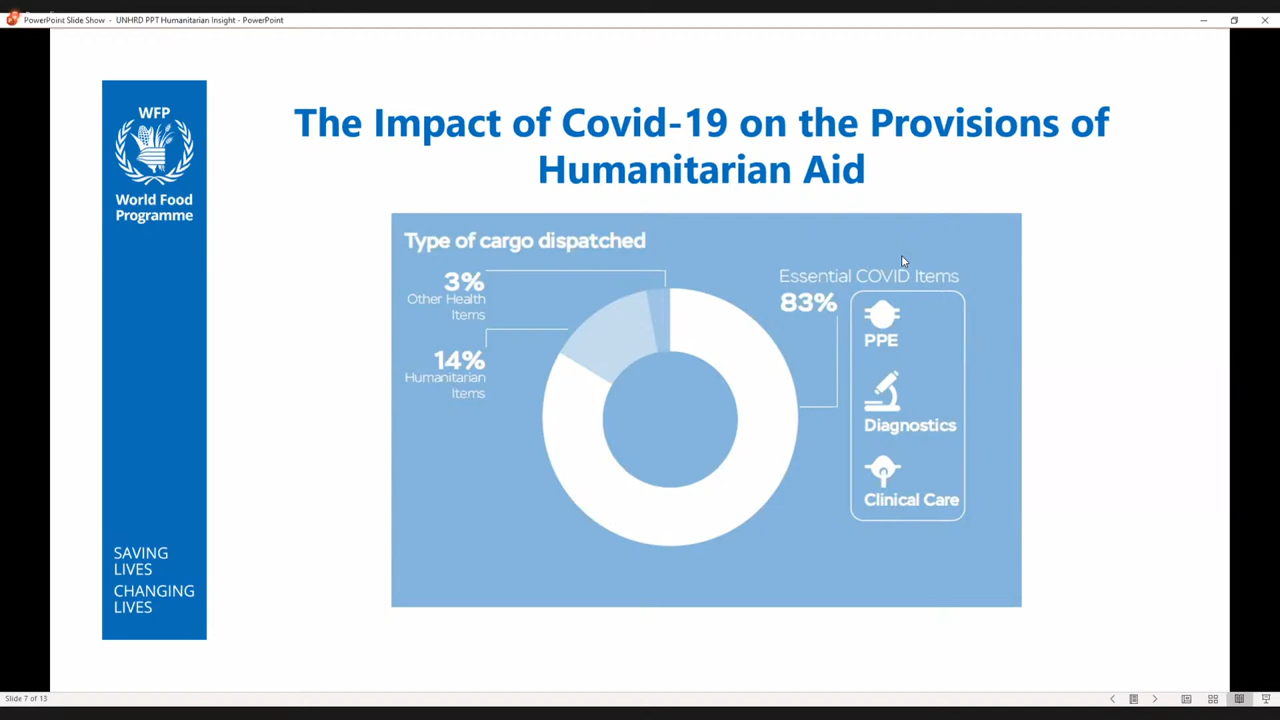 PowerPoint Slide Show - UNHRD PPT Humanitarian Insight - PowerPoint
WFP
World Food
Programme
SAVING
LIVES
CHANGING
LIVES
The Impact of Covid-19 on the Provisions of
Humanitarian Aid
Type of cargo dispatched
3%
Other Health
Items
14%
Humanitarian
Items
Essential COVID Items
83%
PPE
Diagnostics
Clinical Care
Slide 7 of 13